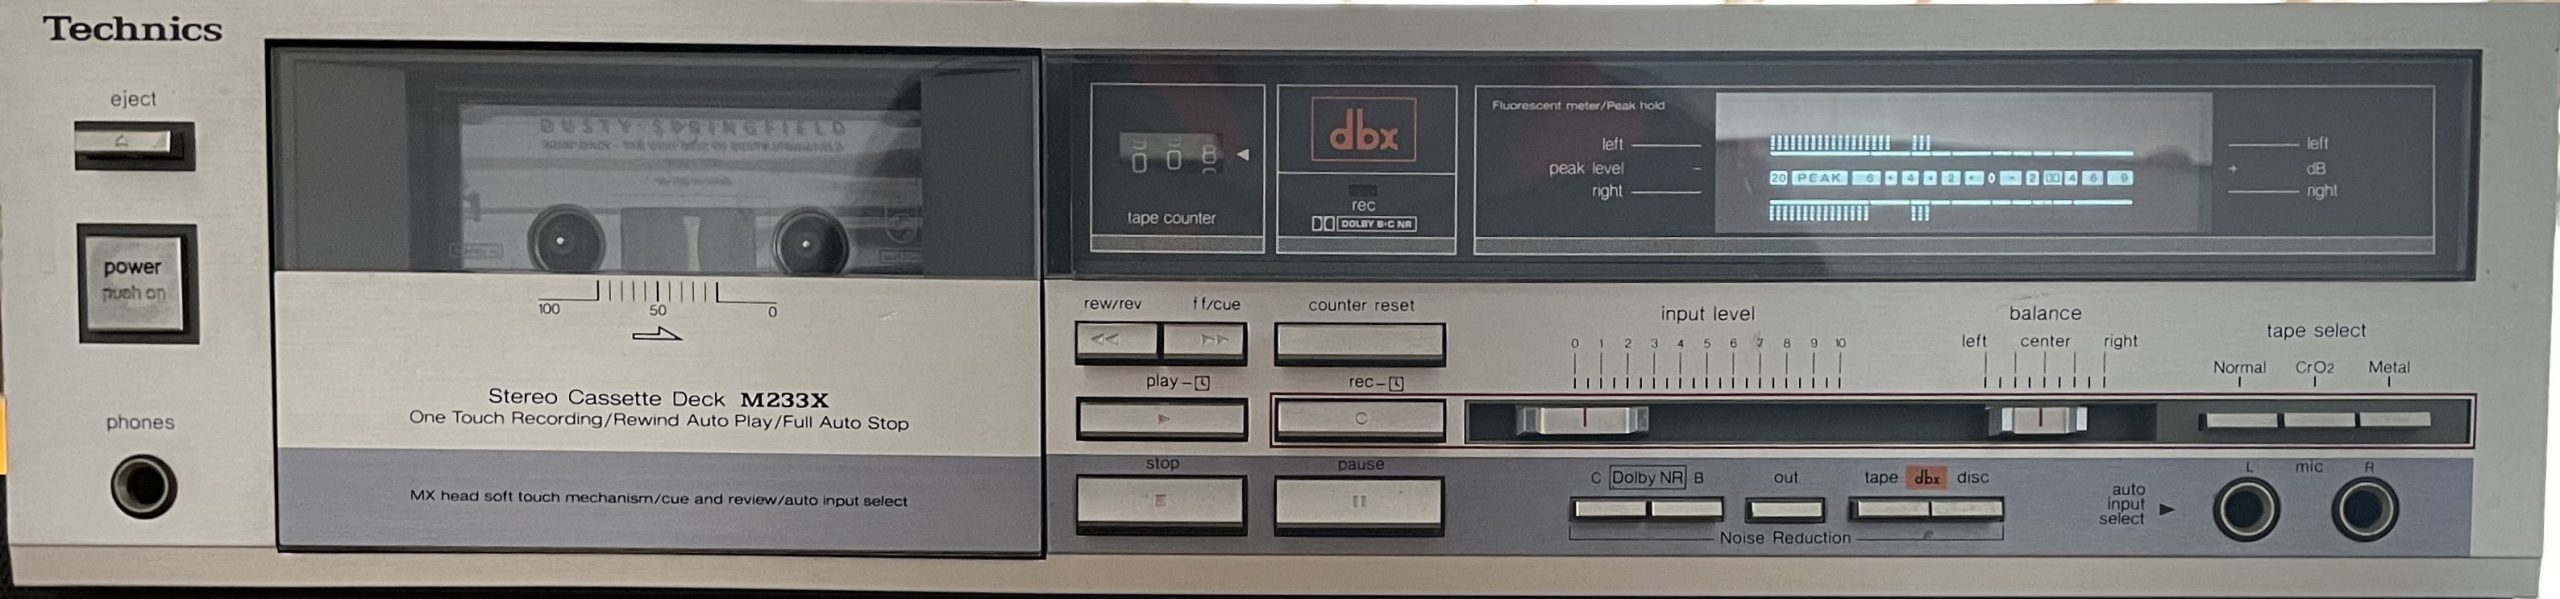 Technics
eject
power
push on
phones
DUSTY SPRINGFIELD
100 50 0
Stereo Cassette Deck M233X
One Touch Recording/Rewind Auto Play/Full Auto Stop
MX head soft touch mechanism/cue and review/auto input select
0 0 8
tape counter
dbx
rec
DOLBY B-C NR
Fluorescent meter/Peak hold
left
peak level -
right
20 PEAK 6 4 2 0 2 4 6 9
left
+ dB
right
rew/rev ff/cue
counter reset
play-
rec-
stop
pause
input level
0 1 2 3 4 5 6 7 8 9 10
balance
left center right
tape select
Normal CrO2 Metal
C Dolby NR B
out
tape dbx disc
Noise Reduction
auto
input
select
L mic R